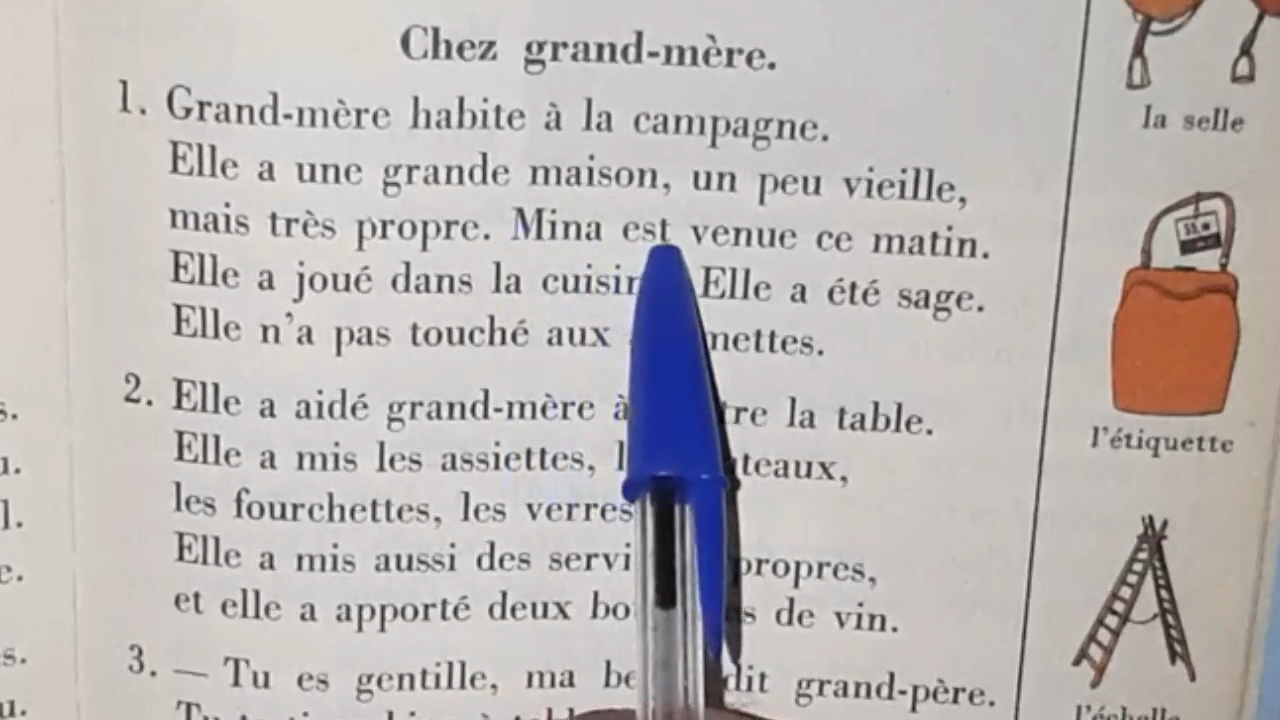 Chez grand-mère.
1. Grand-mère habite à la campagne.
Elle a une grande maison, un peu vieille,
mais très propre. Mina est venue ce matin.
Elle a joué dans la Elle a été sage.
Elle n'a pas touché aux
2. Elle a aidé grand-mère à la table.
Elle a mis les assiettes,
les fourchettes, les verres
Elle a mis aussi des propres,
et elle a apporté deux de vin.
3. — Tu es gentille, ma dit grand-père.
la selle
l'étiquette
l'échelle